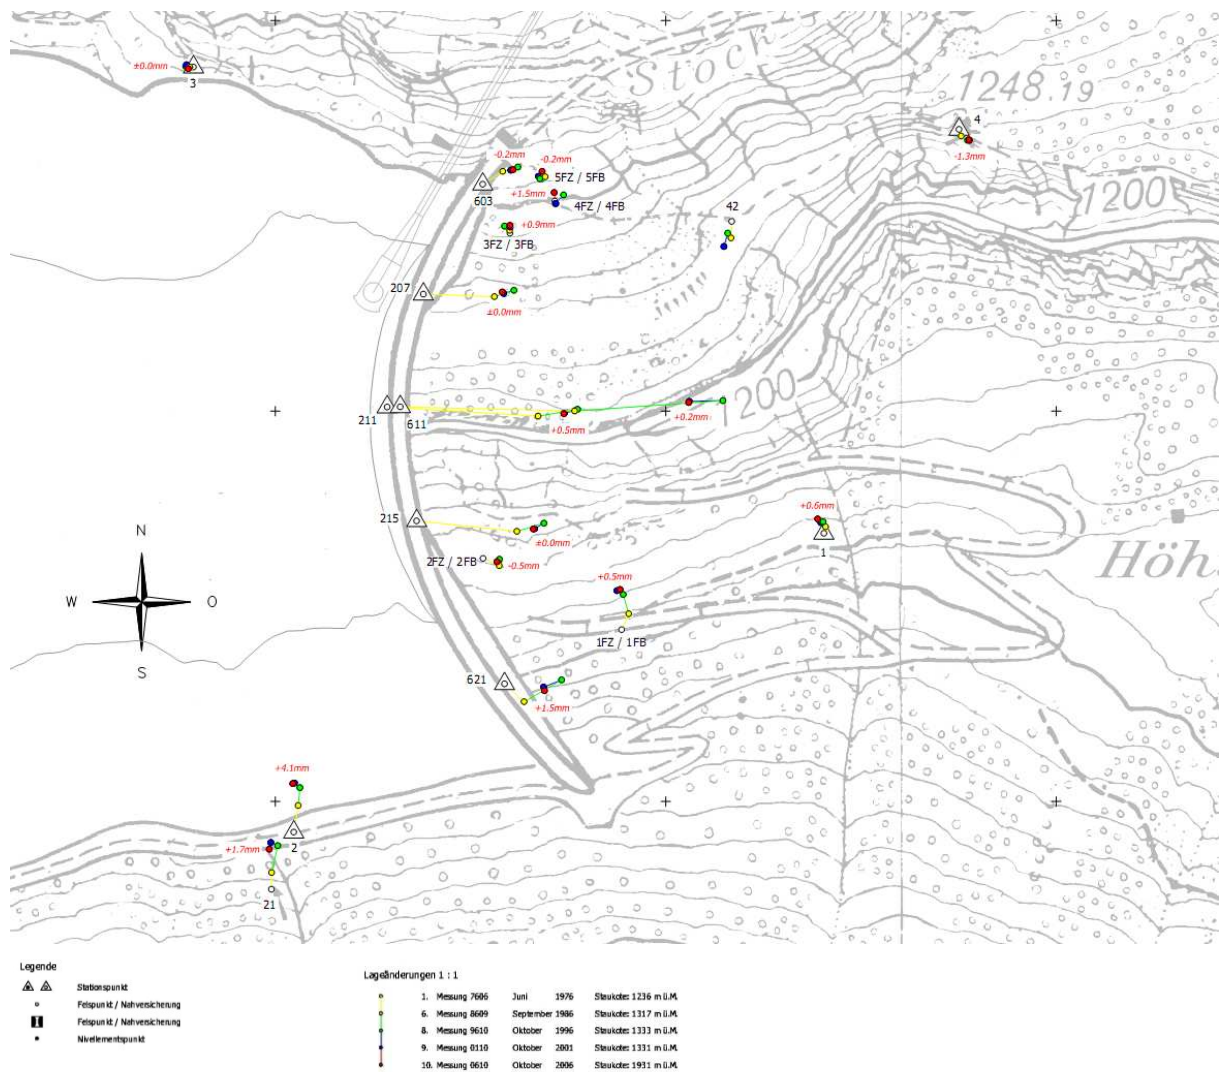 Stoch
1248.19
±0.0mm
3
4
-1.3mm
-0.2mm
-0.2mm
5FZ / 5FB
+1.5mm
603
4FZ / 4FB
1200
42
+0.9mm
3FZ / 3FB
207
±0.0mm
211
611
+0.5mm
+0.2mm
1200
215
±0.0mm
+0.6mm
1
N
2FZ / 2FB
-0.5mm
Höh
+0.5mm
W
O
1FZ / 1FB
S
621
+1.5mm
+4.1mm
2
+1.7mm
21
Legende
Stationspunkt
Felspunkt / Nahversicherung
Felspunkt / Nahversicherung
Nivellementspunkt
Lageänderungen 1 : 1
1. Messung 7606 Juni 1976 Staukote: 1236 m ü.M.
6. Messung 8609 September 1986 Staukote: 1317 m ü.M.
8. Messung 9610 Oktober 1996 Staukote: 1333 m ü.M.
9. Messung 0110 Oktober 2001 Staukote: 1331 m ü.M.
10. Messung 0610 Oktober 2006 Staukote: 1931 m ü.M.